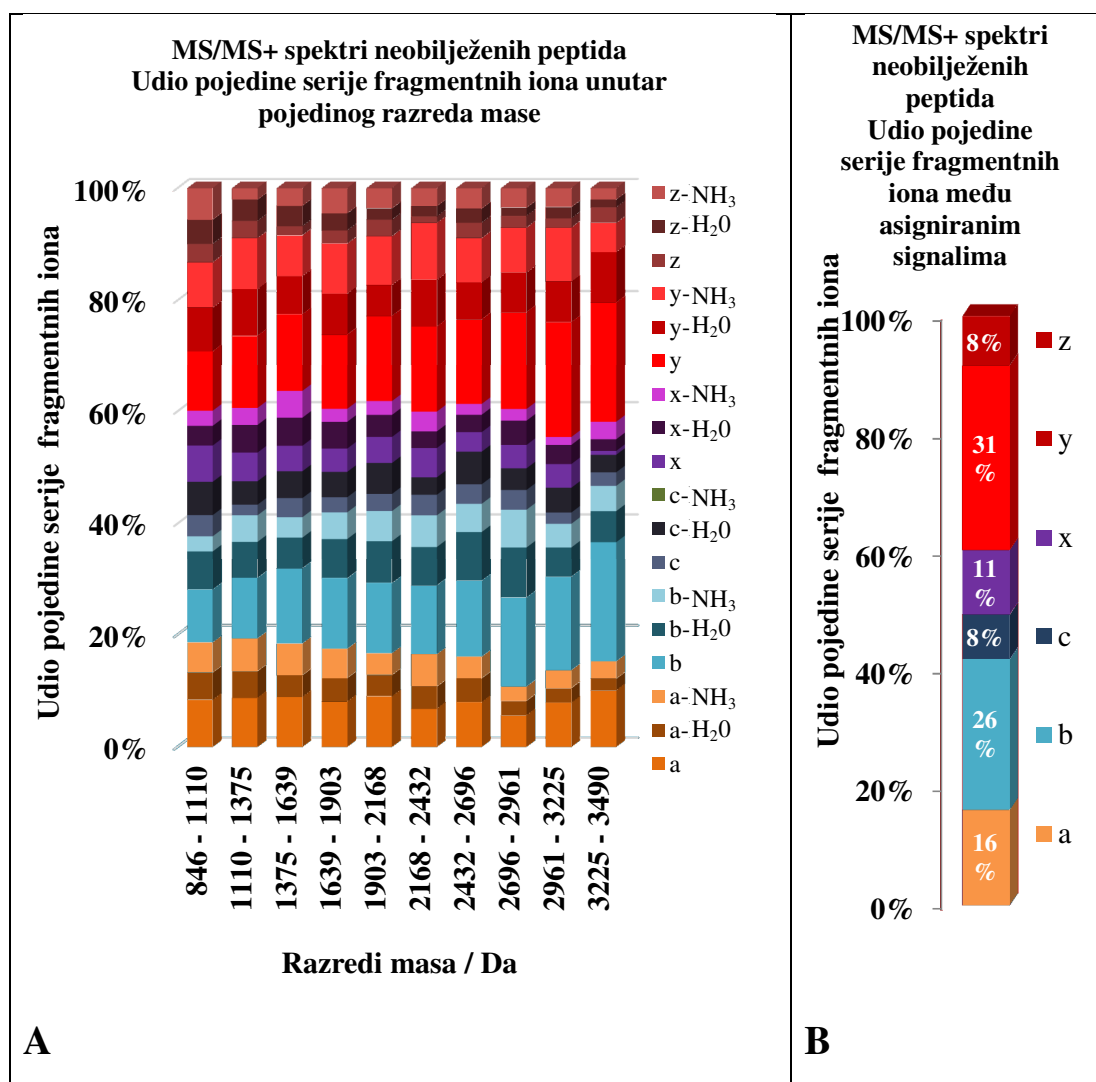 MS/MS+ spektri neobilježenih peptida
Udio pojedine serije fragmentnih iona unutar
pojedinog razreda mase
Udio pojedine serije  fragmentnih iona
100%
80%
60%
40%
20%
0%
846 - 1110
1110 - 1375
1375 - 1639
1639 - 1903
1903 - 2168
2168 - 2432
2432 - 2696
2696 - 2961
2961 - 3225
3225 - 3490
Razredi masa / Da
z-NH₃
z-H₂0
z
y-NH₃
y-H₂0
y
x-NH₃
x-H₂0
x
c-NH₃
c-H₂0
c
b-NH₃
b-H₂0
b
a-NH₃
a-H₂0
a
A
MS/MS+ spektri
neobilježenih
peptida
Udio pojedine
serije fragmentnih
iona među
asigniranim
signalima
Udio pojedine serije  fragmentnih iona
100%
80%
60%
40%
20%
0%
8%
31
%
11
%
8%
26
%
16
%
z
y
x
c
b
a
B